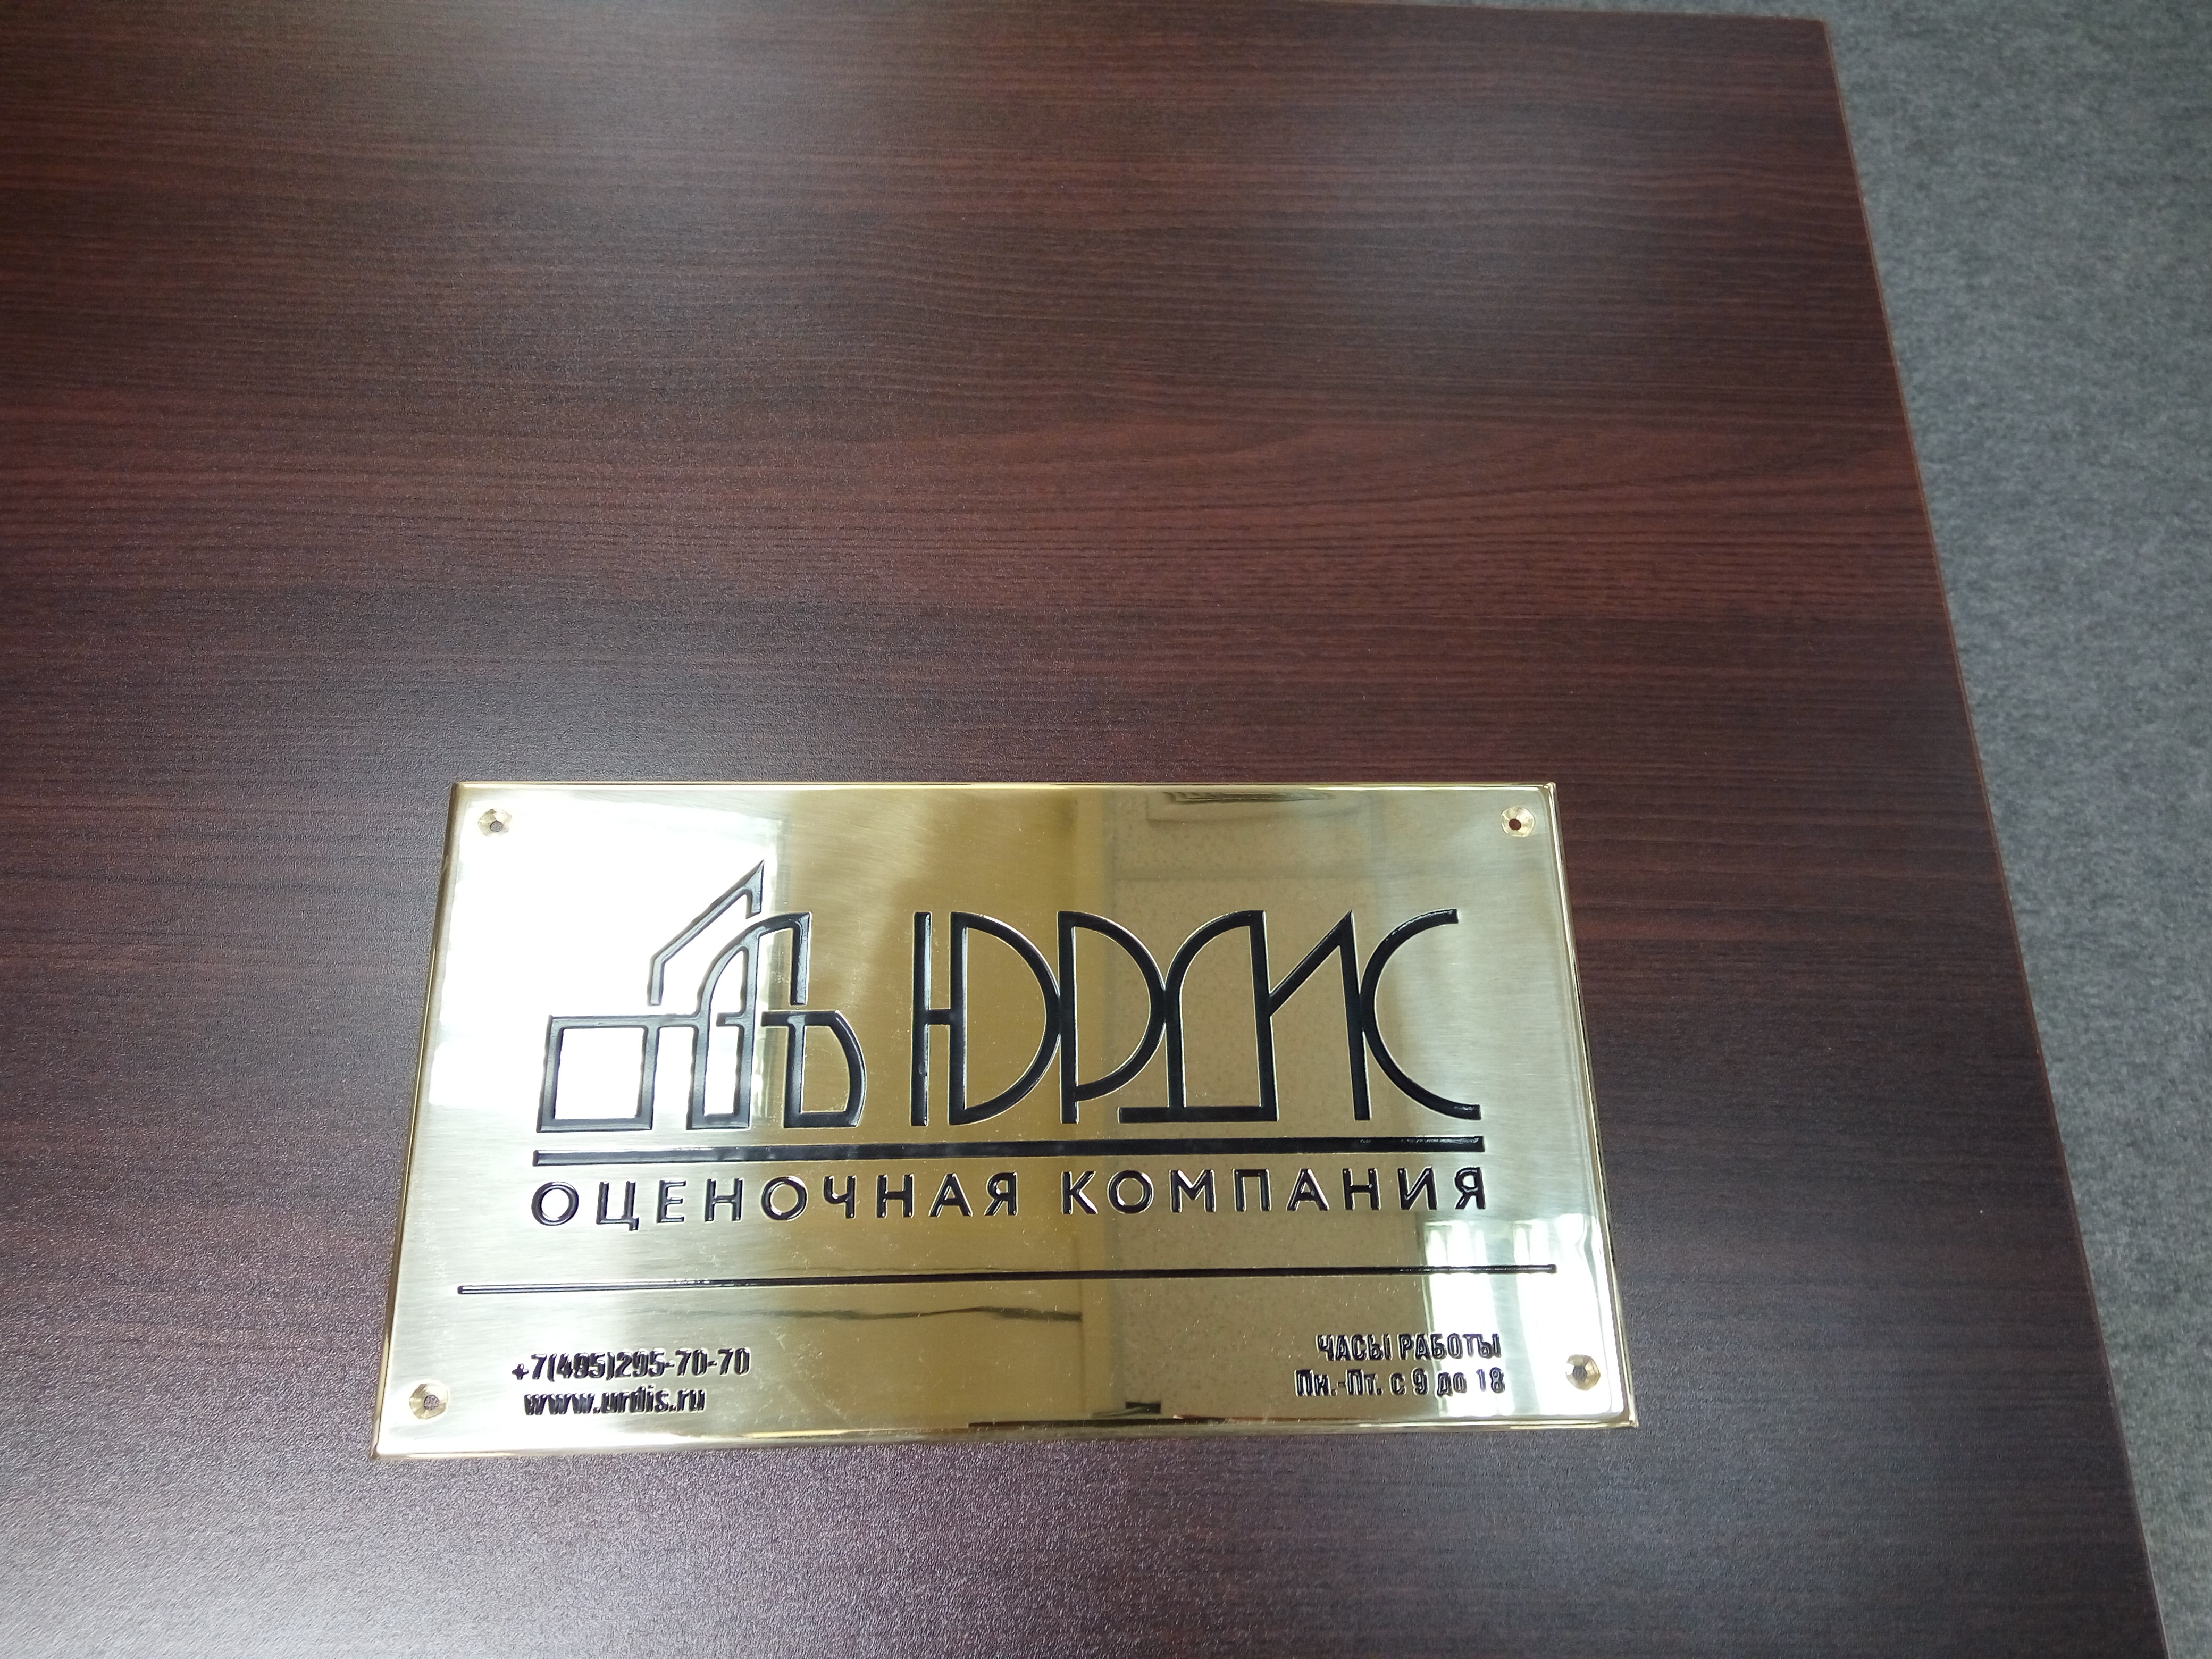 ЮРДИС
ОЦЕНОЧНАЯ КОМПАНИЯ
+7(495)295-70-70
www.urdis.ru
ЧАСЫ РАБОТЫ
Пн.-Пт. с 9 до 18